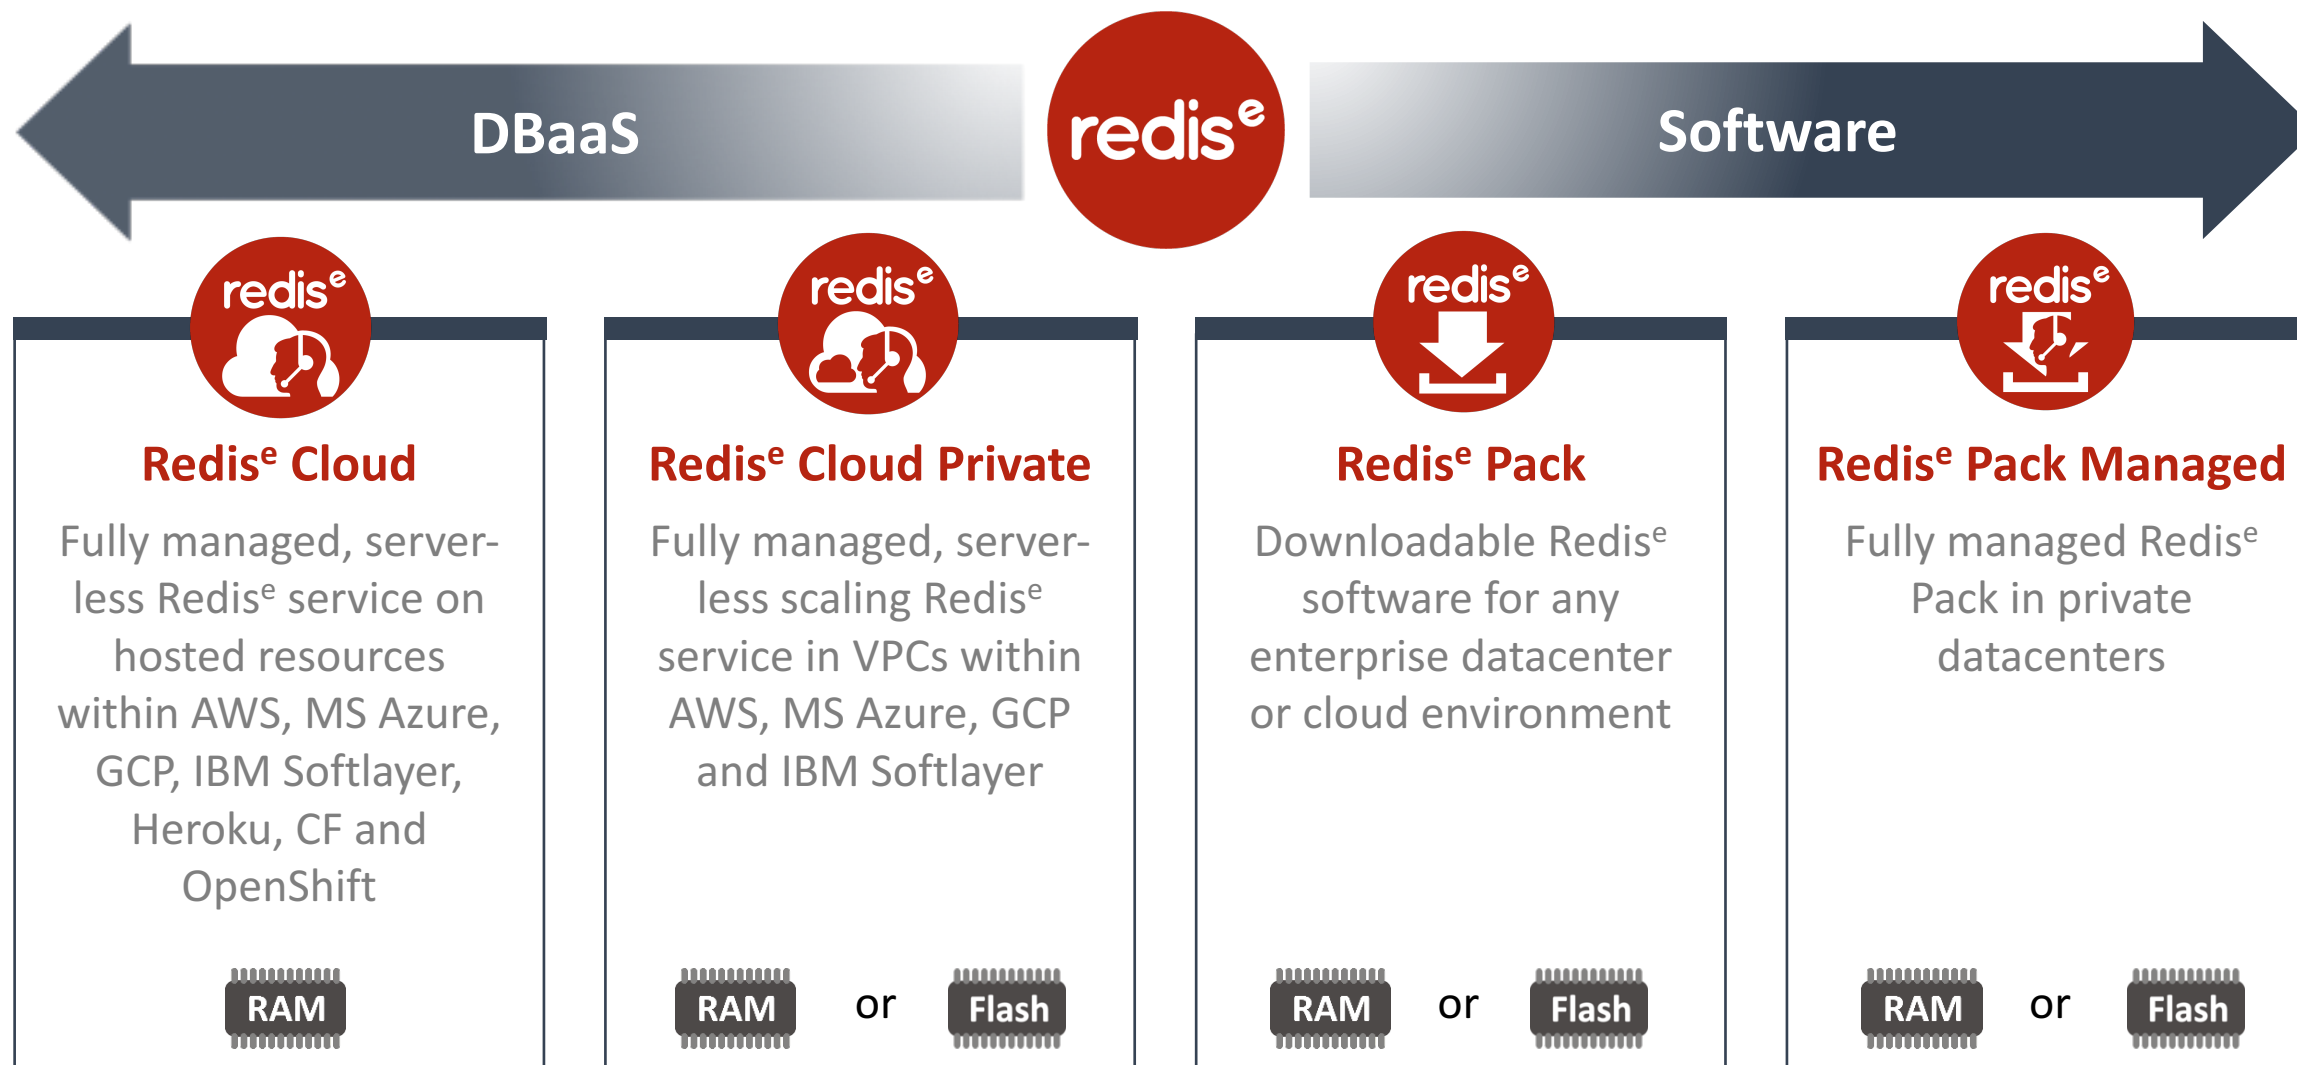 DBaaS
redisᵉ
Software
redisᵉ
Redisᵉ Cloud
Fully managed, server-
less Redisᵉ service on
hosted resources
within AWS, MS Azure,
GCP, IBM Softlayer,
Heroku, CF and
OpenShift
RAM
redisᵉ
Redisᵉ Cloud Private
Fully managed, server-
less scaling Redisᵉ
service in VPCs within
AWS, MS Azure, GCP
and IBM Softlayer
RAM or Flash
redisᵉ
Redisᵉ Pack
Downloadable Redisᵉ
software for any
enterprise datacenter
or cloud environment
RAM or Flash
redisᵉ
Redisᵉ Pack Managed
Fully managed Redisᵉ
Pack in private
datacenters
RAM or Flash